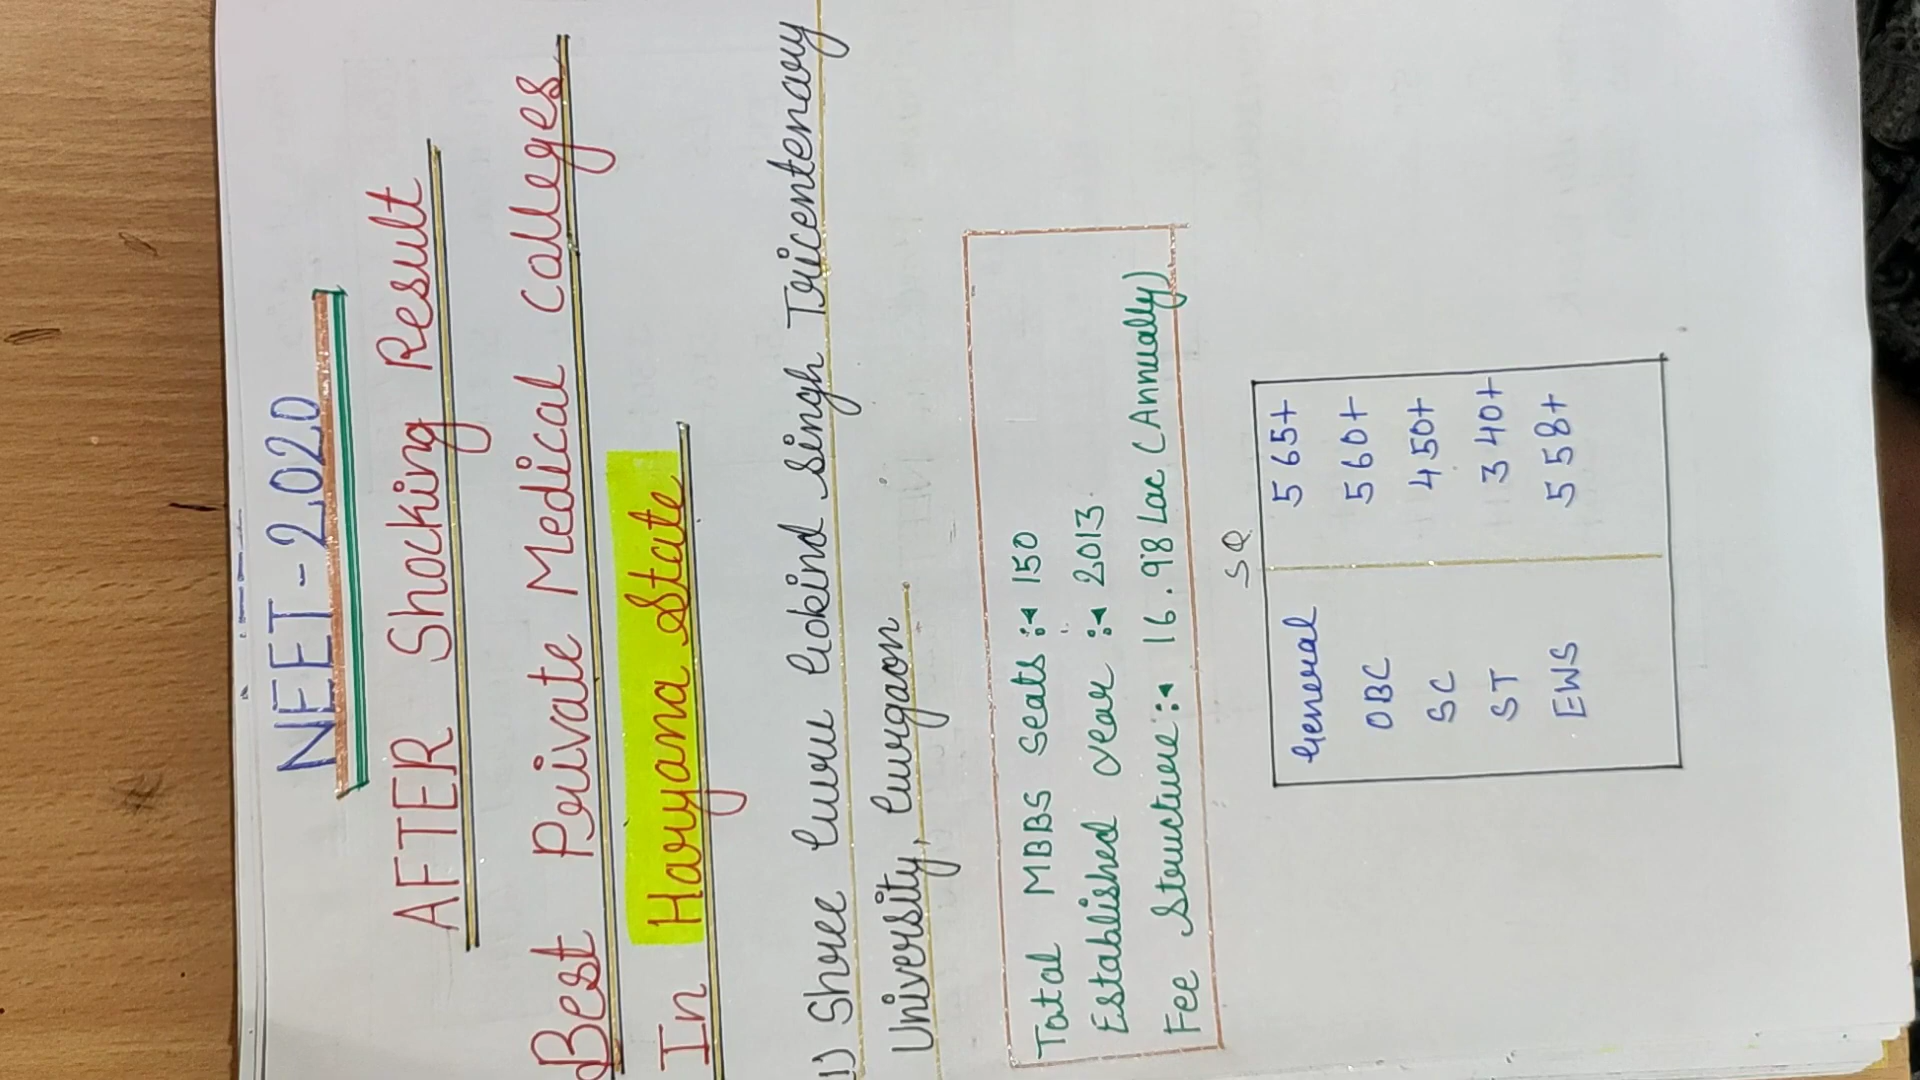 NEET-2020
AFTER Shocking Result
Best Private Medical Colleges
In Haryana State
1) Shree Guru Gokind Singh Tricentenary
University, Gurgaon.
Total MBBS Seats :- 150
Established Year :- 2013.
Fee Structure :- 16.98 Lac (Annually)
SQ
General 565+
OBC 560+
SC 450+
ST 340+
EWS 558+